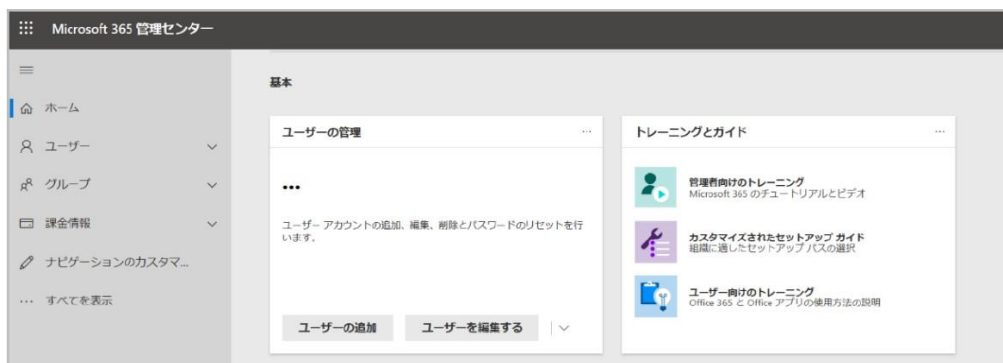 Microsoft 365 管理センター
ホーム
ユーザー
グループ
課金情報
ナビゲーションのカスタマ...
すべてを表示
基本
ユーザーの管理
ユーザー アカウントの追加、編集、削除とパスワードのリセットを行
います。
ユーザーの追加
ユーザーを編集する
トレーニングとガイド
管理者向けのトレーニング
Microsoft 365 のチュートリアルとビデオ
カスタマイズされたセットアップ ガイド
組織に適したセットアップ パスの選択
ユーザー向けのトレーニング
Office 365 と Office アプリの使用方法の説明